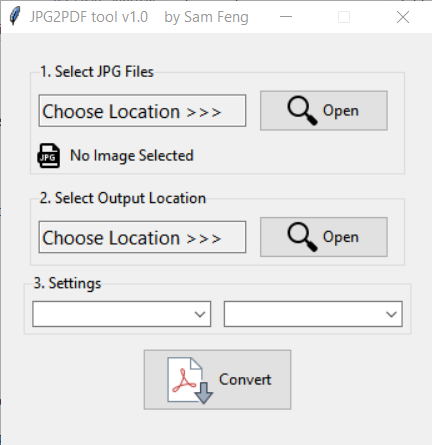 JPG2PDF tool v1.0    by Sam Feng
1. Select JPG Files
Choose Location >>>
Open
JPG
No Image Selected
2. Select Output Location
Choose Location >>>
Open
3. Settings
Convert